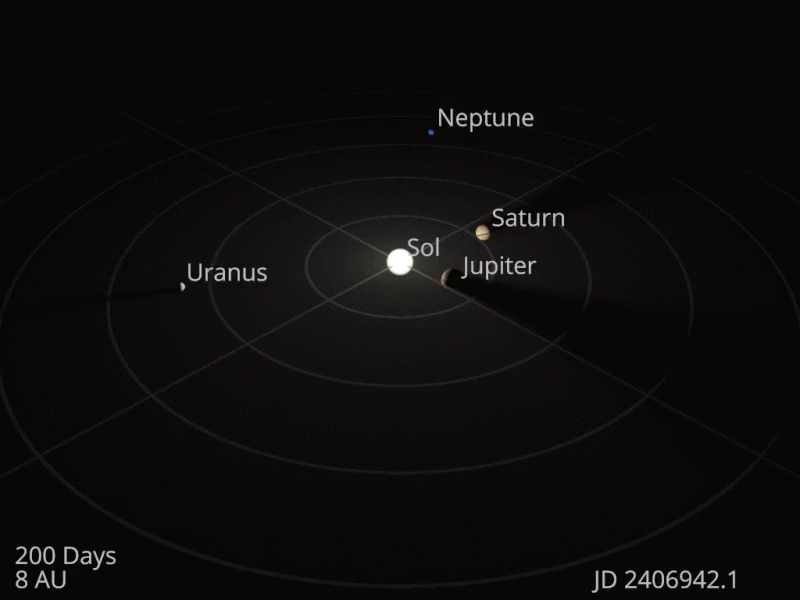 Neptune
Saturn
Sol
Jupiter
Uranus
200 Days
8 AU
JD 2406942.1